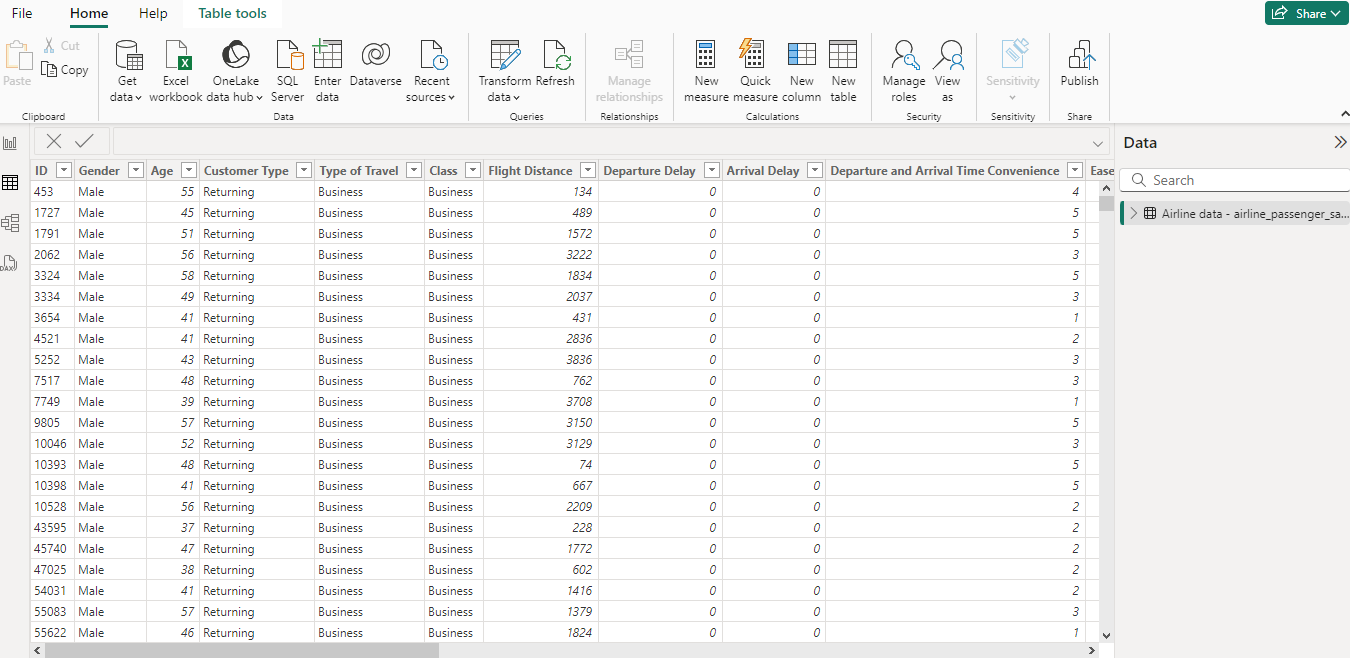 File Home Help Table tools Share
Paste Cut Copy Get data Excel workbook OneLake data hub SQL Server Enter data Dataverse Recent sources Transform data Refresh Manage relationships New measure Quick measure New column New table Manage roles View as Sensitivity Publish
Clipboard Data Queries Relationships Calculations Security Sensitivity Share
Data
Search
Airline data - airline_passenger_sa...
DAX
ID Gender Age Customer Type Type of Travel Class Flight Distance Departure Delay Arrival Delay Departure and Arrival Time Convenience Ease
453 Male 55 Returning Business Business 134 0 0 4
1727 Male 45 Returning Business Business 489 0 0 5
1791 Male 51 Returning Business Business 1572 0 0 5
2062 Male 56 Returning Business Business 3222 0 0 3
3324 Male 58 Returning Business Business 1834 0 0 5
3334 Male 49 Returning Business Business 2037 0 0 3
3654 Male 41 Returning Business Business 431 0 0 1
4521 Male 41 Returning Business Business 2836 0 0 2
5252 Male 43 Returning Business Business 3836 0 0 3
7517 Male 48 Returning Business Business 762 0 0 3
7749 Male 39 Returning Business Business 3708 0 0 1
9805 Male 57 Returning Business Business 3150 0 0 5
10046 Male 52 Returning Business Business 3129 0 0 3
10393 Male 48 Returning Business Business 74 0 0 5
10398 Male 41 Returning Business Business 667 0 0 5
10528 Male 56 Returning Business Business 2209 0 0 2
43595 Male 37 Returning Business Business 228 0 0 2
45740 Male 47 Returning Business Business 1772 0 0 2
47025 Male 38 Returning Business Business 602 0 0 2
54031 Male 41 Returning Business Business 1416 0 0 2
55083 Male 57 Returning Business Business 1379 0 0 3
55622 Male 46 Returning Business Business 1824 0 0 1